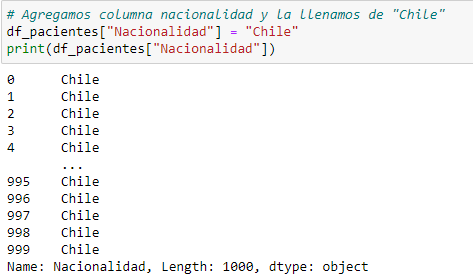 # Agregamos columna nacionalidad y la llenamos de "Chile"
df_pacientes["Nacionalidad"] = "Chile"
print(df_pacientes["Nacionalidad"])
0      Chile
1      Chile
2      Chile
3      Chile
4      Chile
       ...
995    Chile
996    Chile
997    Chile
998    Chile
999    Chile
Name: Nacionalidad, Length: 1000, dtype: object